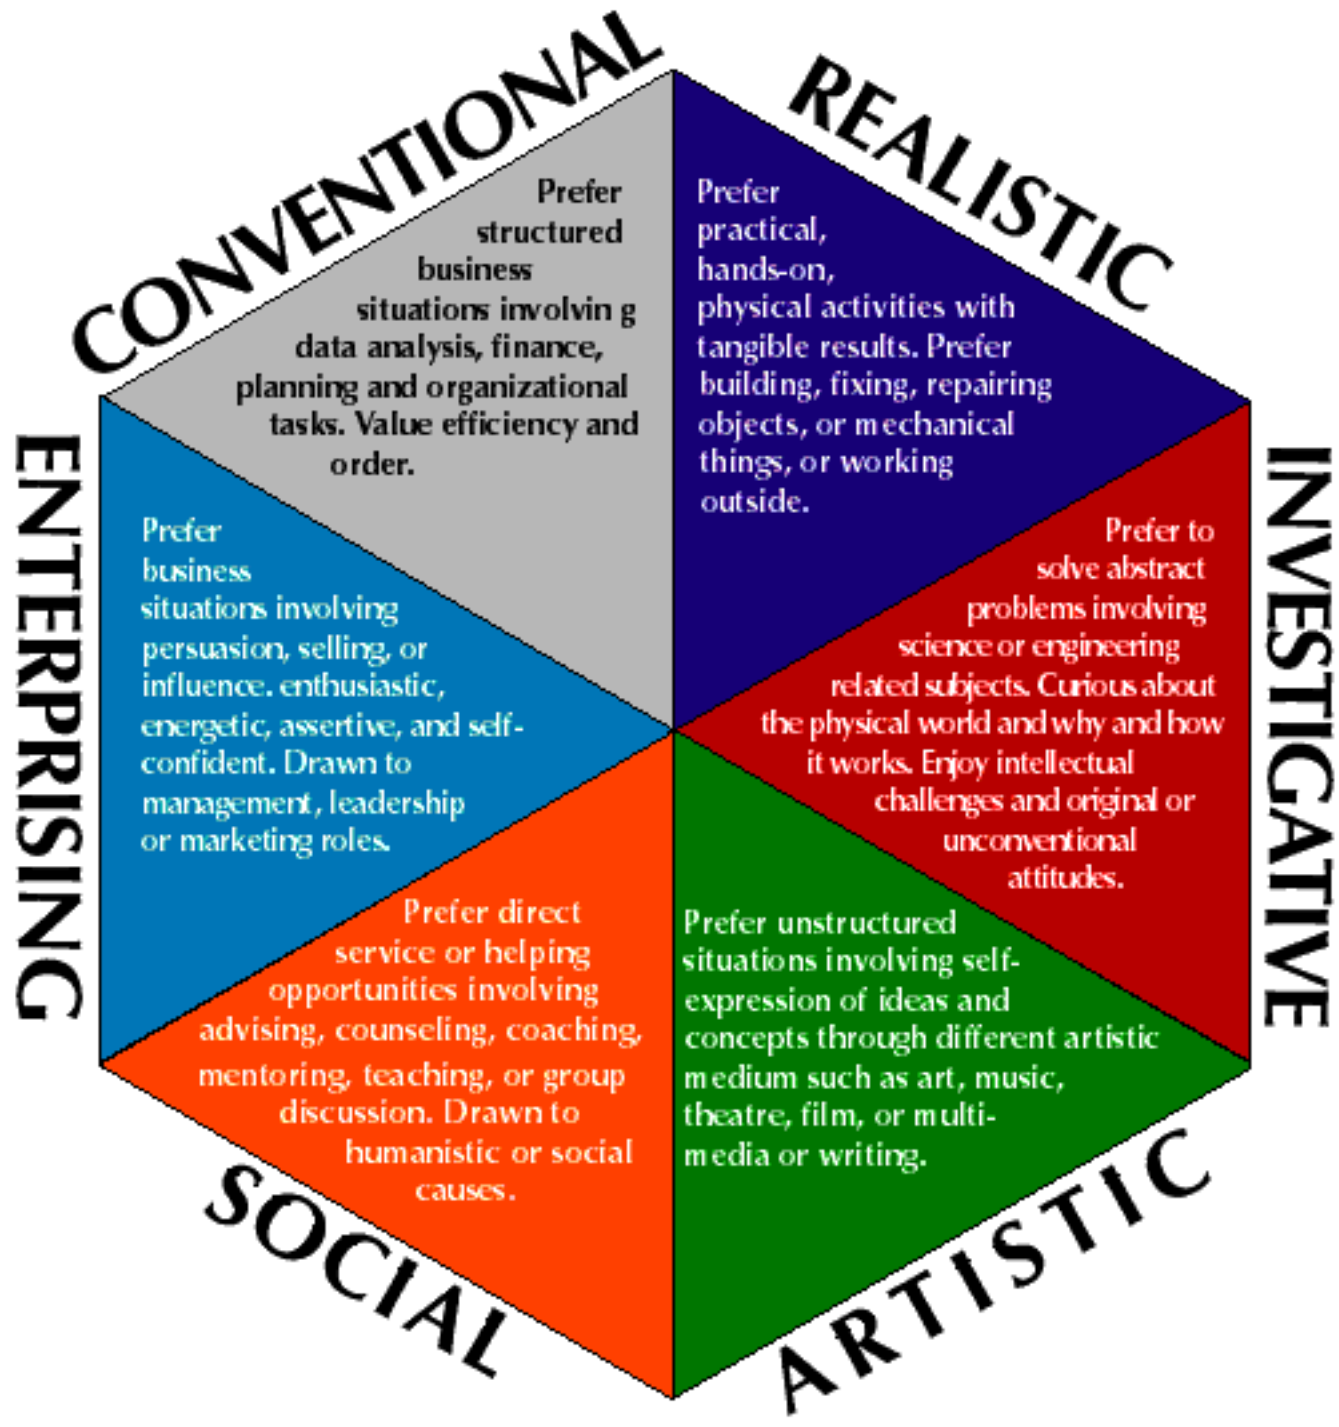 CONVENTIONAL
Prefer
structured
business
situations involvin g
data analysis, finance,
planning and organizational
tasks. Value efficiency and
order.
REALISTIC
Prefer
practical,
hands-on,
physical activities with
tangible results. Prefer
building, fixing, repairing
objects, or mechanical
things, or working
outside.
INVESTIGATIVE
Prefer to
solve abstract
problems involving
science or engineering
related subjects. Curious about
the physical world and why and how
it works. Enjoy intellectual
challenges and original or
unconventional
attitudes.
ARTISTIC
Prefer unstructured
situations involving self-
expression of ideas and
concepts through different artistic
medium such as art, music,
theatre, film, or multi-
media or writing.
SOCIAL
Prefer direct
service or helping
opportunities involving
advising, counseling, coaching,
mentoring, teaching, or group
discussion. Drawn to
humanistic or social
causes.
ENTERPRISING
Prefer
business
situations involving
persuasion, selling, or
influence. enthusiastic,
energetic, assertive, and self-
confident. Drawn to
management, leadership
or marketing roles.